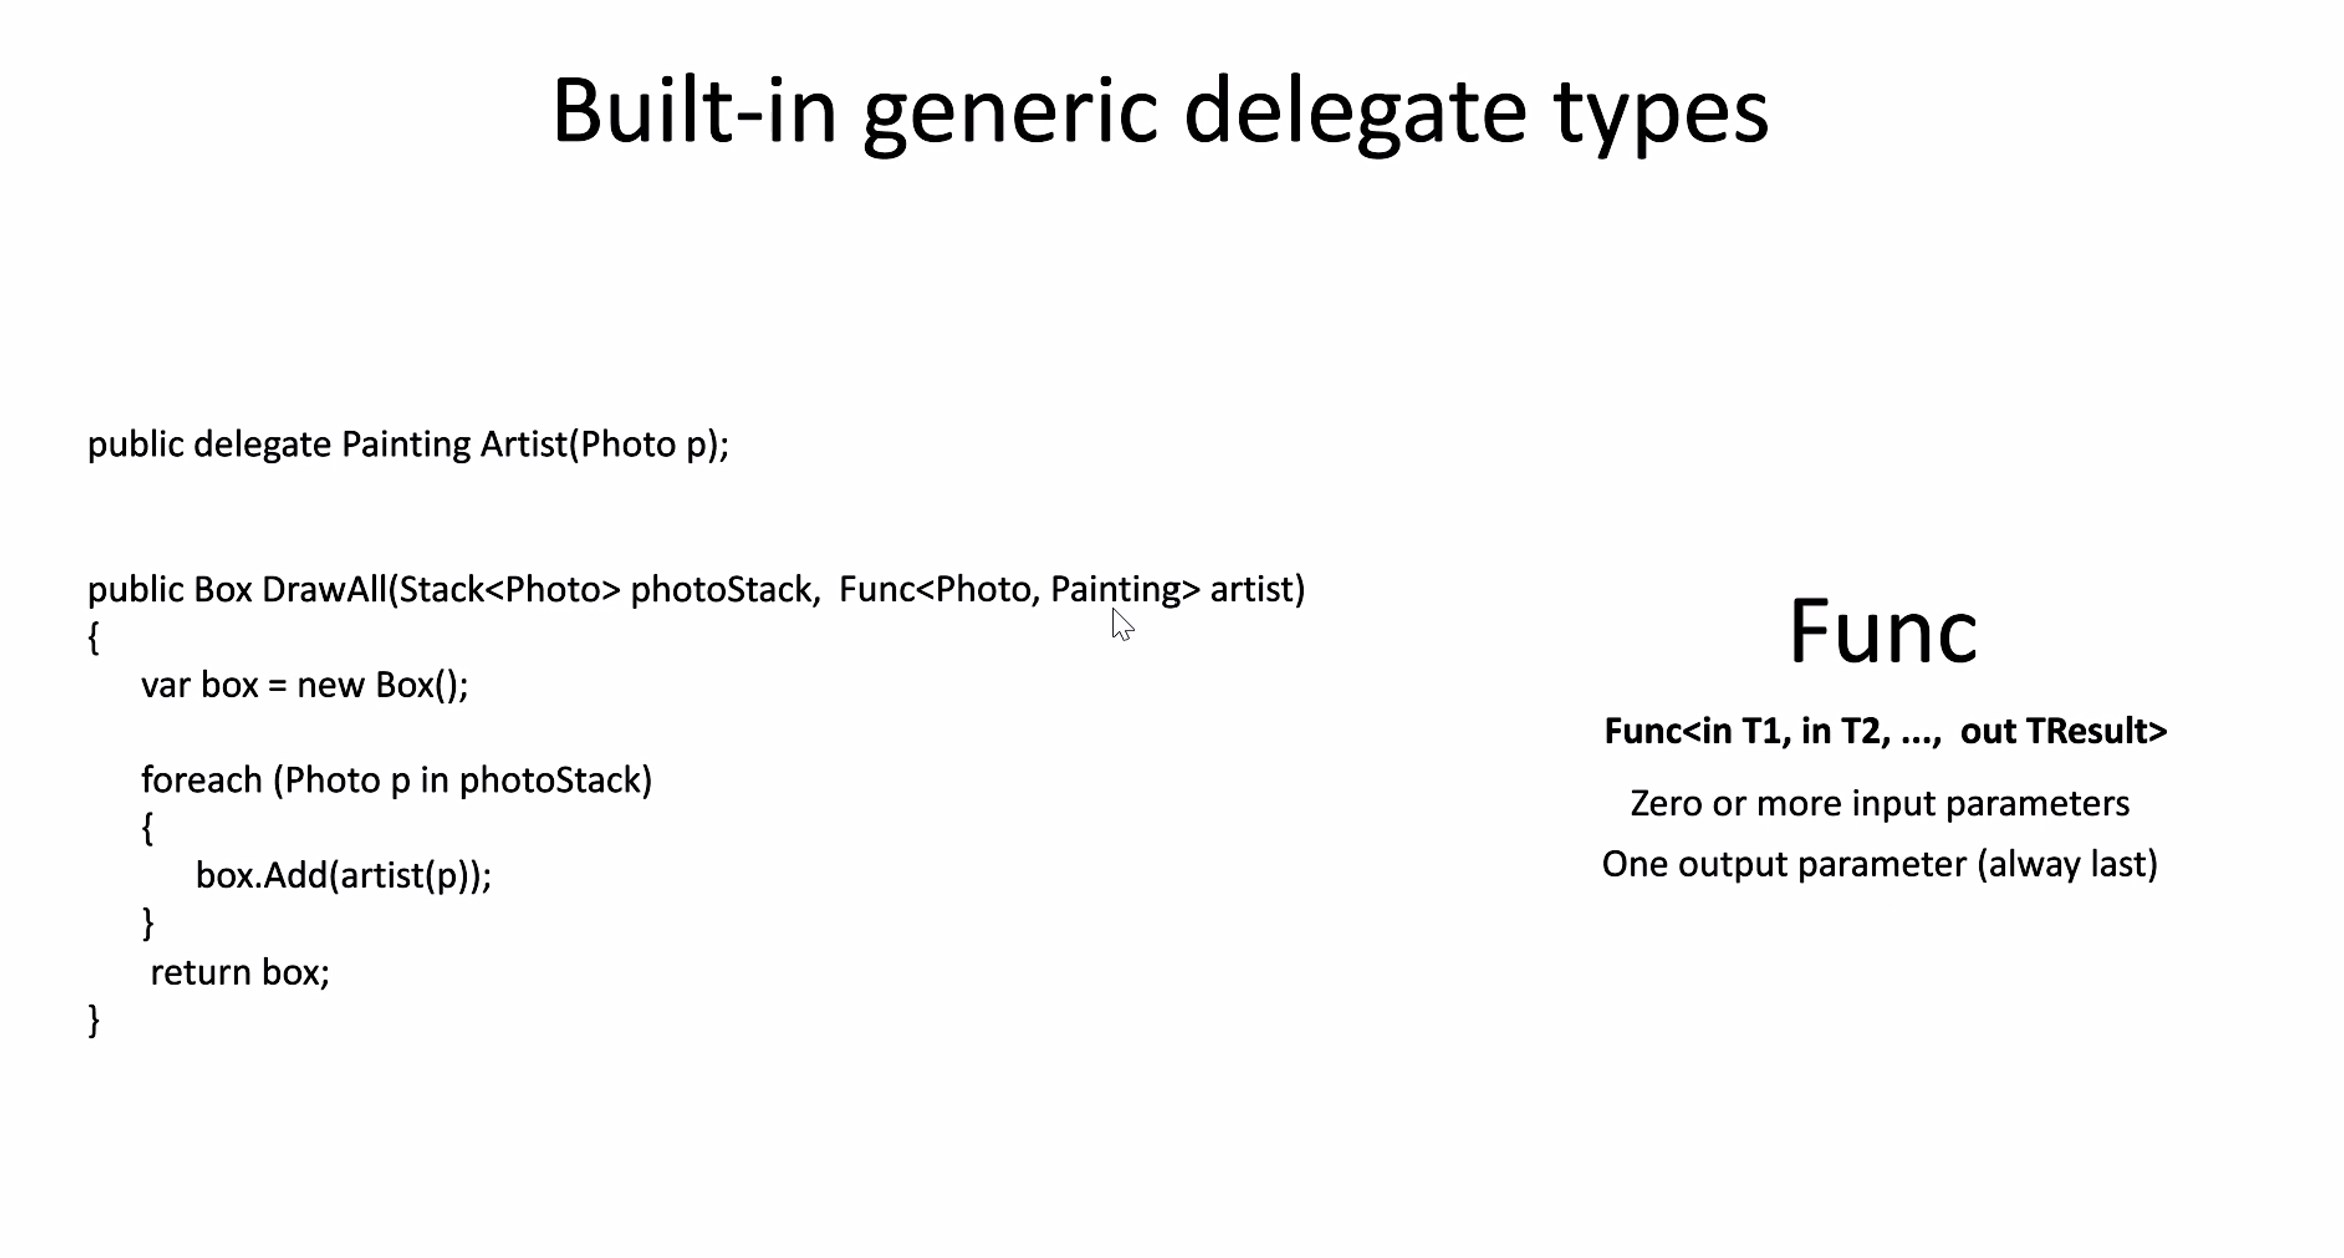 Built-in generic delegate types
public delegate Painting Artist(Photo p);
public Box DrawAll(Stack<Photo> photoStack,  Func<Photo, Painting> artist)
{
var box = new Box();
foreach (Photo p in photoStack)
{
box.Add(artist(p));
}
return box;
}
Func
Func<in T1, in T2, ...,  out TResult>
Zero or more input parameters
One output parameter (alway last)